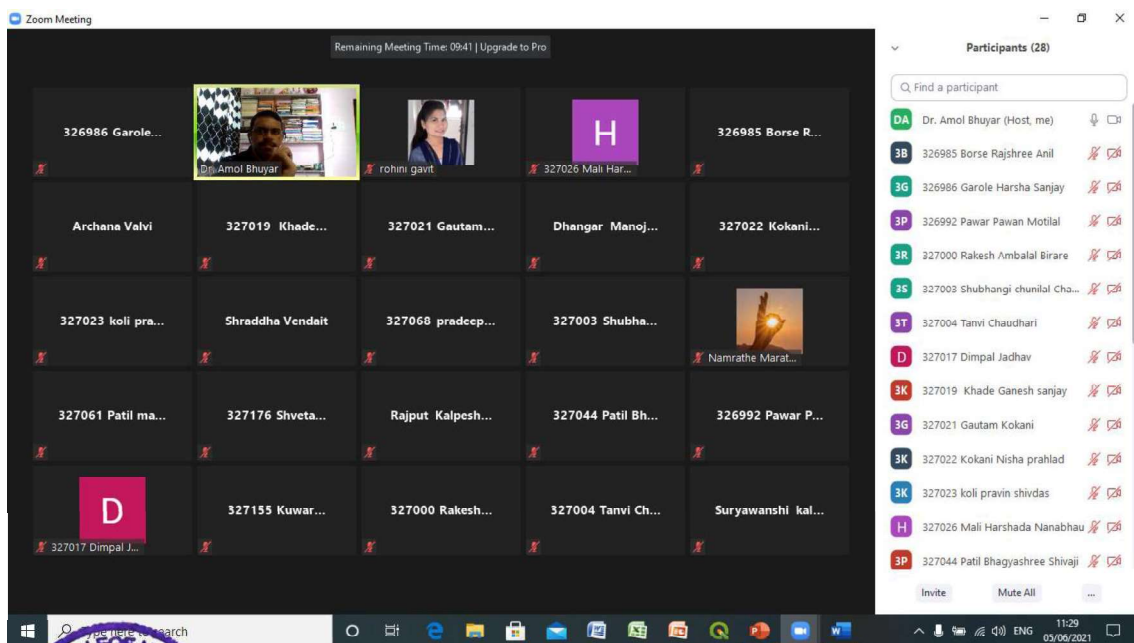 Zoom Meeting
Remaining Meeting Time: 09:41 | Upgrade to Pro
326986 Garole...
Dr. Amol Bhuyar
rohini gavit
H
327026 Mali Har...
326985 Borse R...
Archana Valvi
327019 Khade...
327021 Gautam...
Dhangar Manoj...
327022 Kokani...
327023 koli pra...
Shraddha Vendait
327068 pradeep...
327003 Shubha...
Namrathe Marat...
327061 Patil ma...
327176 Shveta...
Rajput Kalpesh...
327044 Patil Bh...
326992 Pawar P...
D
327017 Dimpal J...
327155 Kuwar...
327000 Rakesh...
327004 Tanvi Ch...
Suryawanshi kal...
Participants (28)
Find a participant
DA Dr. Amol Bhuyar (Host, me)
3B 326985 Borse Rajshree Anil
3G 326986 Garole Harsha Sanjay
3P 326992 Pawar Pawan Motilal
3R 327000 Rakesh Ambalal Birare
3S 327003 Shubhangi chunilal Cha...
3T 327004 Tanvi Chaudhari
D 327017 Dimpal Jadhav
3K 327019 Khade Ganesh sanjay
3G 327021 Gautam Kokani
3K 327022 Kokani Nisha prahlad
3K 327023 koli pravin shivdas
H 327026 Mali Harshada Nanabhau
3P 327044 Patil Bhagyashree Shivaji
Invite Mute All ...
Type here to search
ENG
11:29
05/06/2021